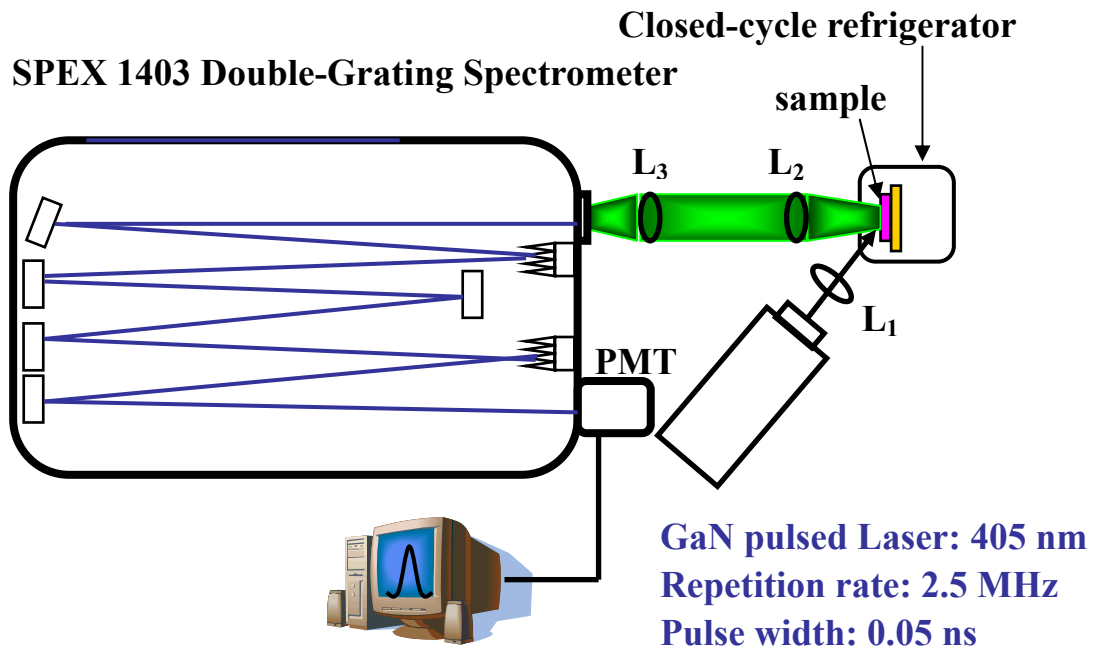 Closed-cycle refrigerator
SPEX 1403 Double-Grating Spectrometer
sample
L₃
L₂
L₁
PMT
GaN pulsed Laser: 405 nm
Repetition rate: 2.5 MHz
Pulse width: 0.05 ns